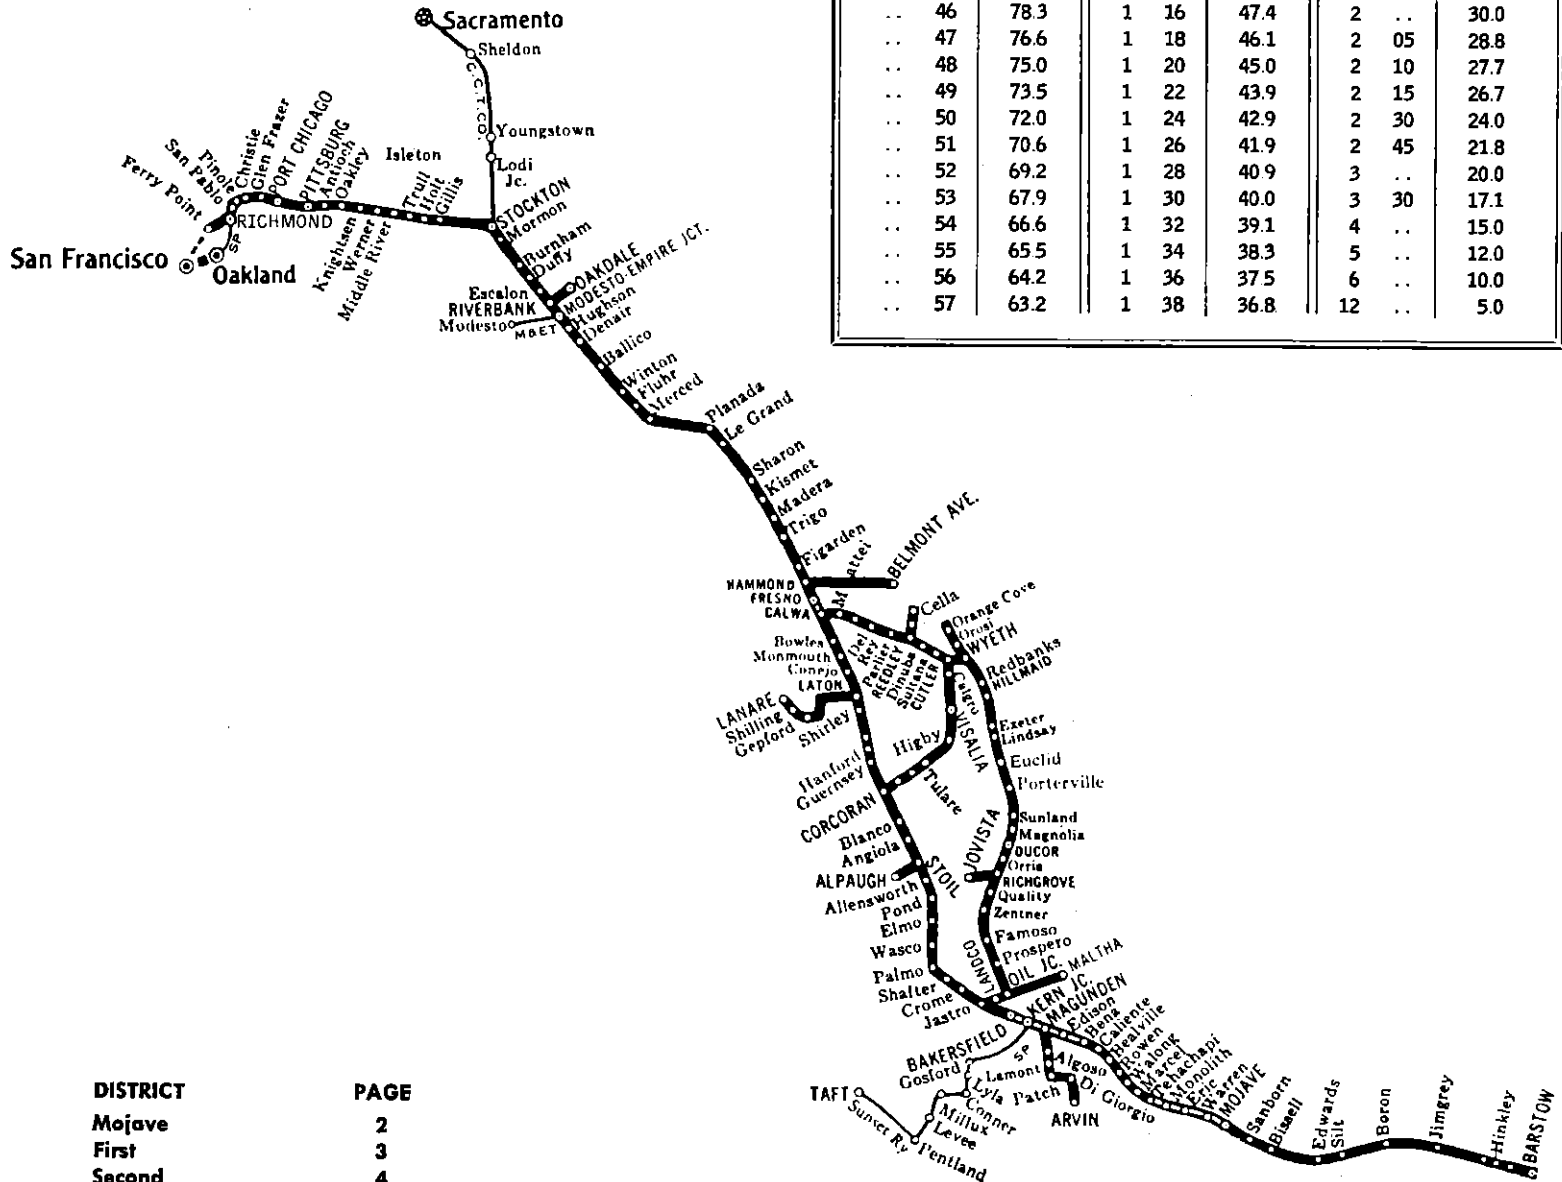 .. 46 78.3 1 16 47.4 2 .. 30.0
.. 47 76.6 1 18 46.1 2 05 28.8
.. 48 75.0 1 20 45.0 2 10 27.7
.. 49 73.5 1 22 43.9 2 15 26.7
.. 50 72.0 1 24 42.9 2 30 24.0
.. 51 70.6 1 26 41.9 2 45 21.8
.. 52 69.2 1 28 40.9 3 .. 20.0
.. 53 67.9 1 30 40.0 3 30 17.1
.. 54 66.6 1 32 39.1 4 .. 15.0
.. 55 65.5 1 34 38.3 5 .. 12.0
.. 56 64.2 1 36 37.5 6 .. 10.0
.. 57 63.2 1 38 36.8 12 .. 5.0
Sacramento
Sheldon
C.C.T.CO.
Youngstown
Lodi
Jc.
Isleton
Ferry Point
San Pablo
Pinole
Christie
Glen Frazer
PORT CHICAGO
PITTSBURG
Antioch
Oakley
Trull
Holt
Gillis
STOCKTON
Mormon
RICHMOND
SP
San Francisco
Oakland
Knightsen
Werner
Middle River
Burnham
Duffy
OAKDALE
MODESTO-EMPIRE JCT.
Escalon
RIVERBANK
Modesto
M&ET
Hughson
Denair
Ballico
Winton
Fluhr
Merced
Planada
Le Grand
Sharon
Kismet
Madera
Trigo
Figarden
Mattei
BELMONT AVE.
HAMMOND
FRESNO
CALWA
Cella
Orange Cove
Orosi
WYETH
Redbanks
HILLMAID
Bowles
Monmouth
Conejo
LATON
Del
Rey
Parlier
REEDLEY
Dinuba
Sultana
CUTLER
Calgro
VISALIA
LANARE
Shilling
Gepford
Shirley
Exeter
Lindsay
Higby
Euclid
Hanford
Guernsey
Tulare
Porterville
CORCORAN
Blanco
Angiola
JOVISTA
Sunland
Magnolia
DUCOR
Orris
RICHGROVE
ALPAUGH
STOIL
Allensworth
Quality
Pond
Zentner
Elmo
Famoso
Wasco
Prospero
LANDCO
OIL JC.
MALTHA
Palmo
Shafter
Crome
Jastro
KERN JC.
MAGUNDEN
Edison
Bena
Caliente
Bealville
Rowen
Walong
Marcel
Tehachapi
Monolith
Eric
Warren
MOJAVE
Sanborn
Bissell
Edwards
Silt
Boron
Jimgrey
Hinkley
BARSTOW
BAKERSFIELD
Gosford
SP
Lamont
Algoso
Di Giorgio
Patch
ARVIN
Lyla
Conner
Millux
Levee
Pentland
TAFT
Sunset Ry
DISTRICT PAGE
Mojave 2
First 3
Second 4